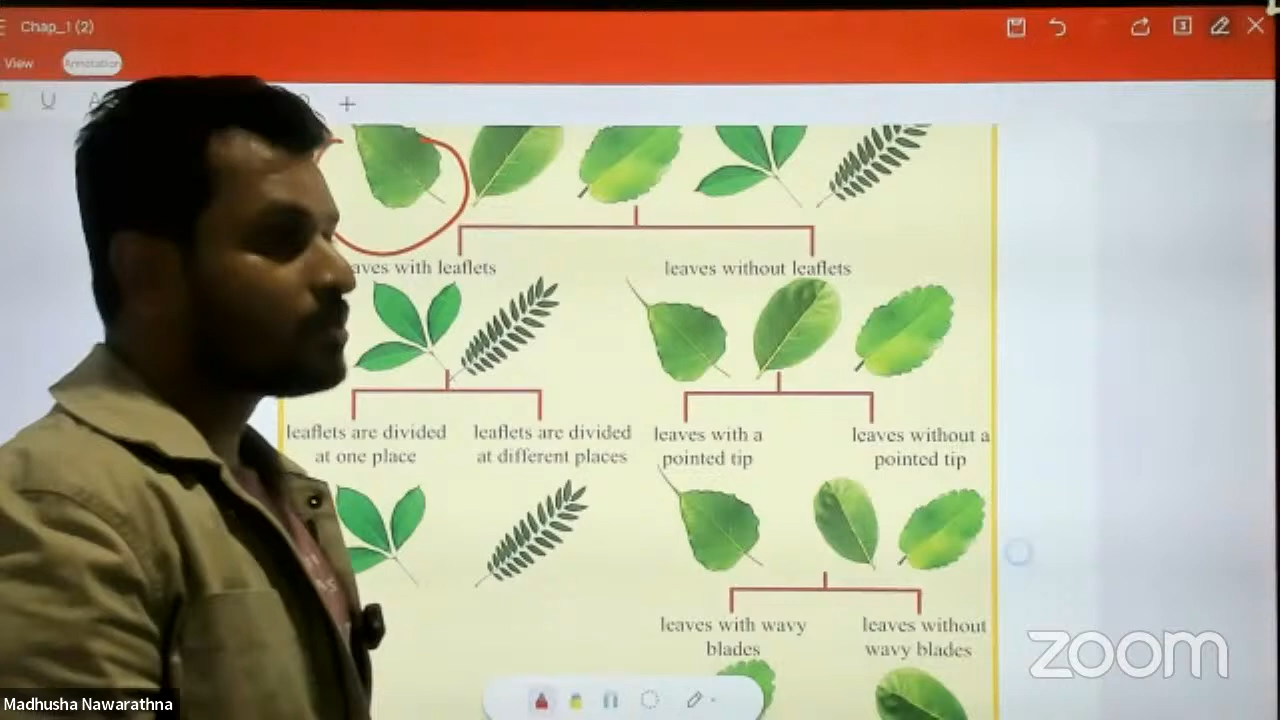 Chap_1 (2)
View
Annotation
leaves with leaflets
leaves without leaflets
leaflets are divided
at one place
leaflets are divided
at different places
leaves with a
pointed tip
leaves without a
pointed tip
leaves with wavy
blades
leaves without
wavy blades
zoom
Madhusha Nawarathna